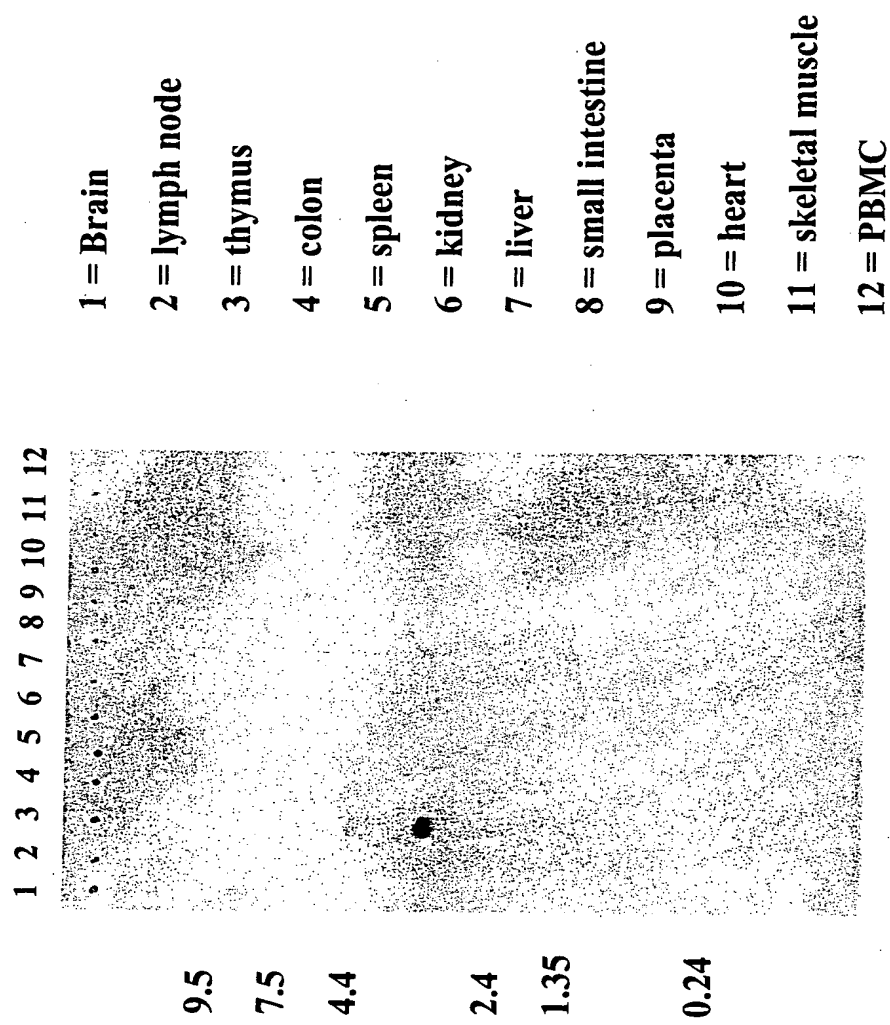 1 2 3 4 5 6 7 8 9 10 11 12
9.5
7.5
4.4
2.4
1.35
0.24
1 = Brain
2 = lymph node
3 = thymus
4 = colon
5 = spleen
6 = kidney
7 = liver
8 = small intestine
9 = placenta
10 = heart
11 = skeletal muscle
12 = PBMC